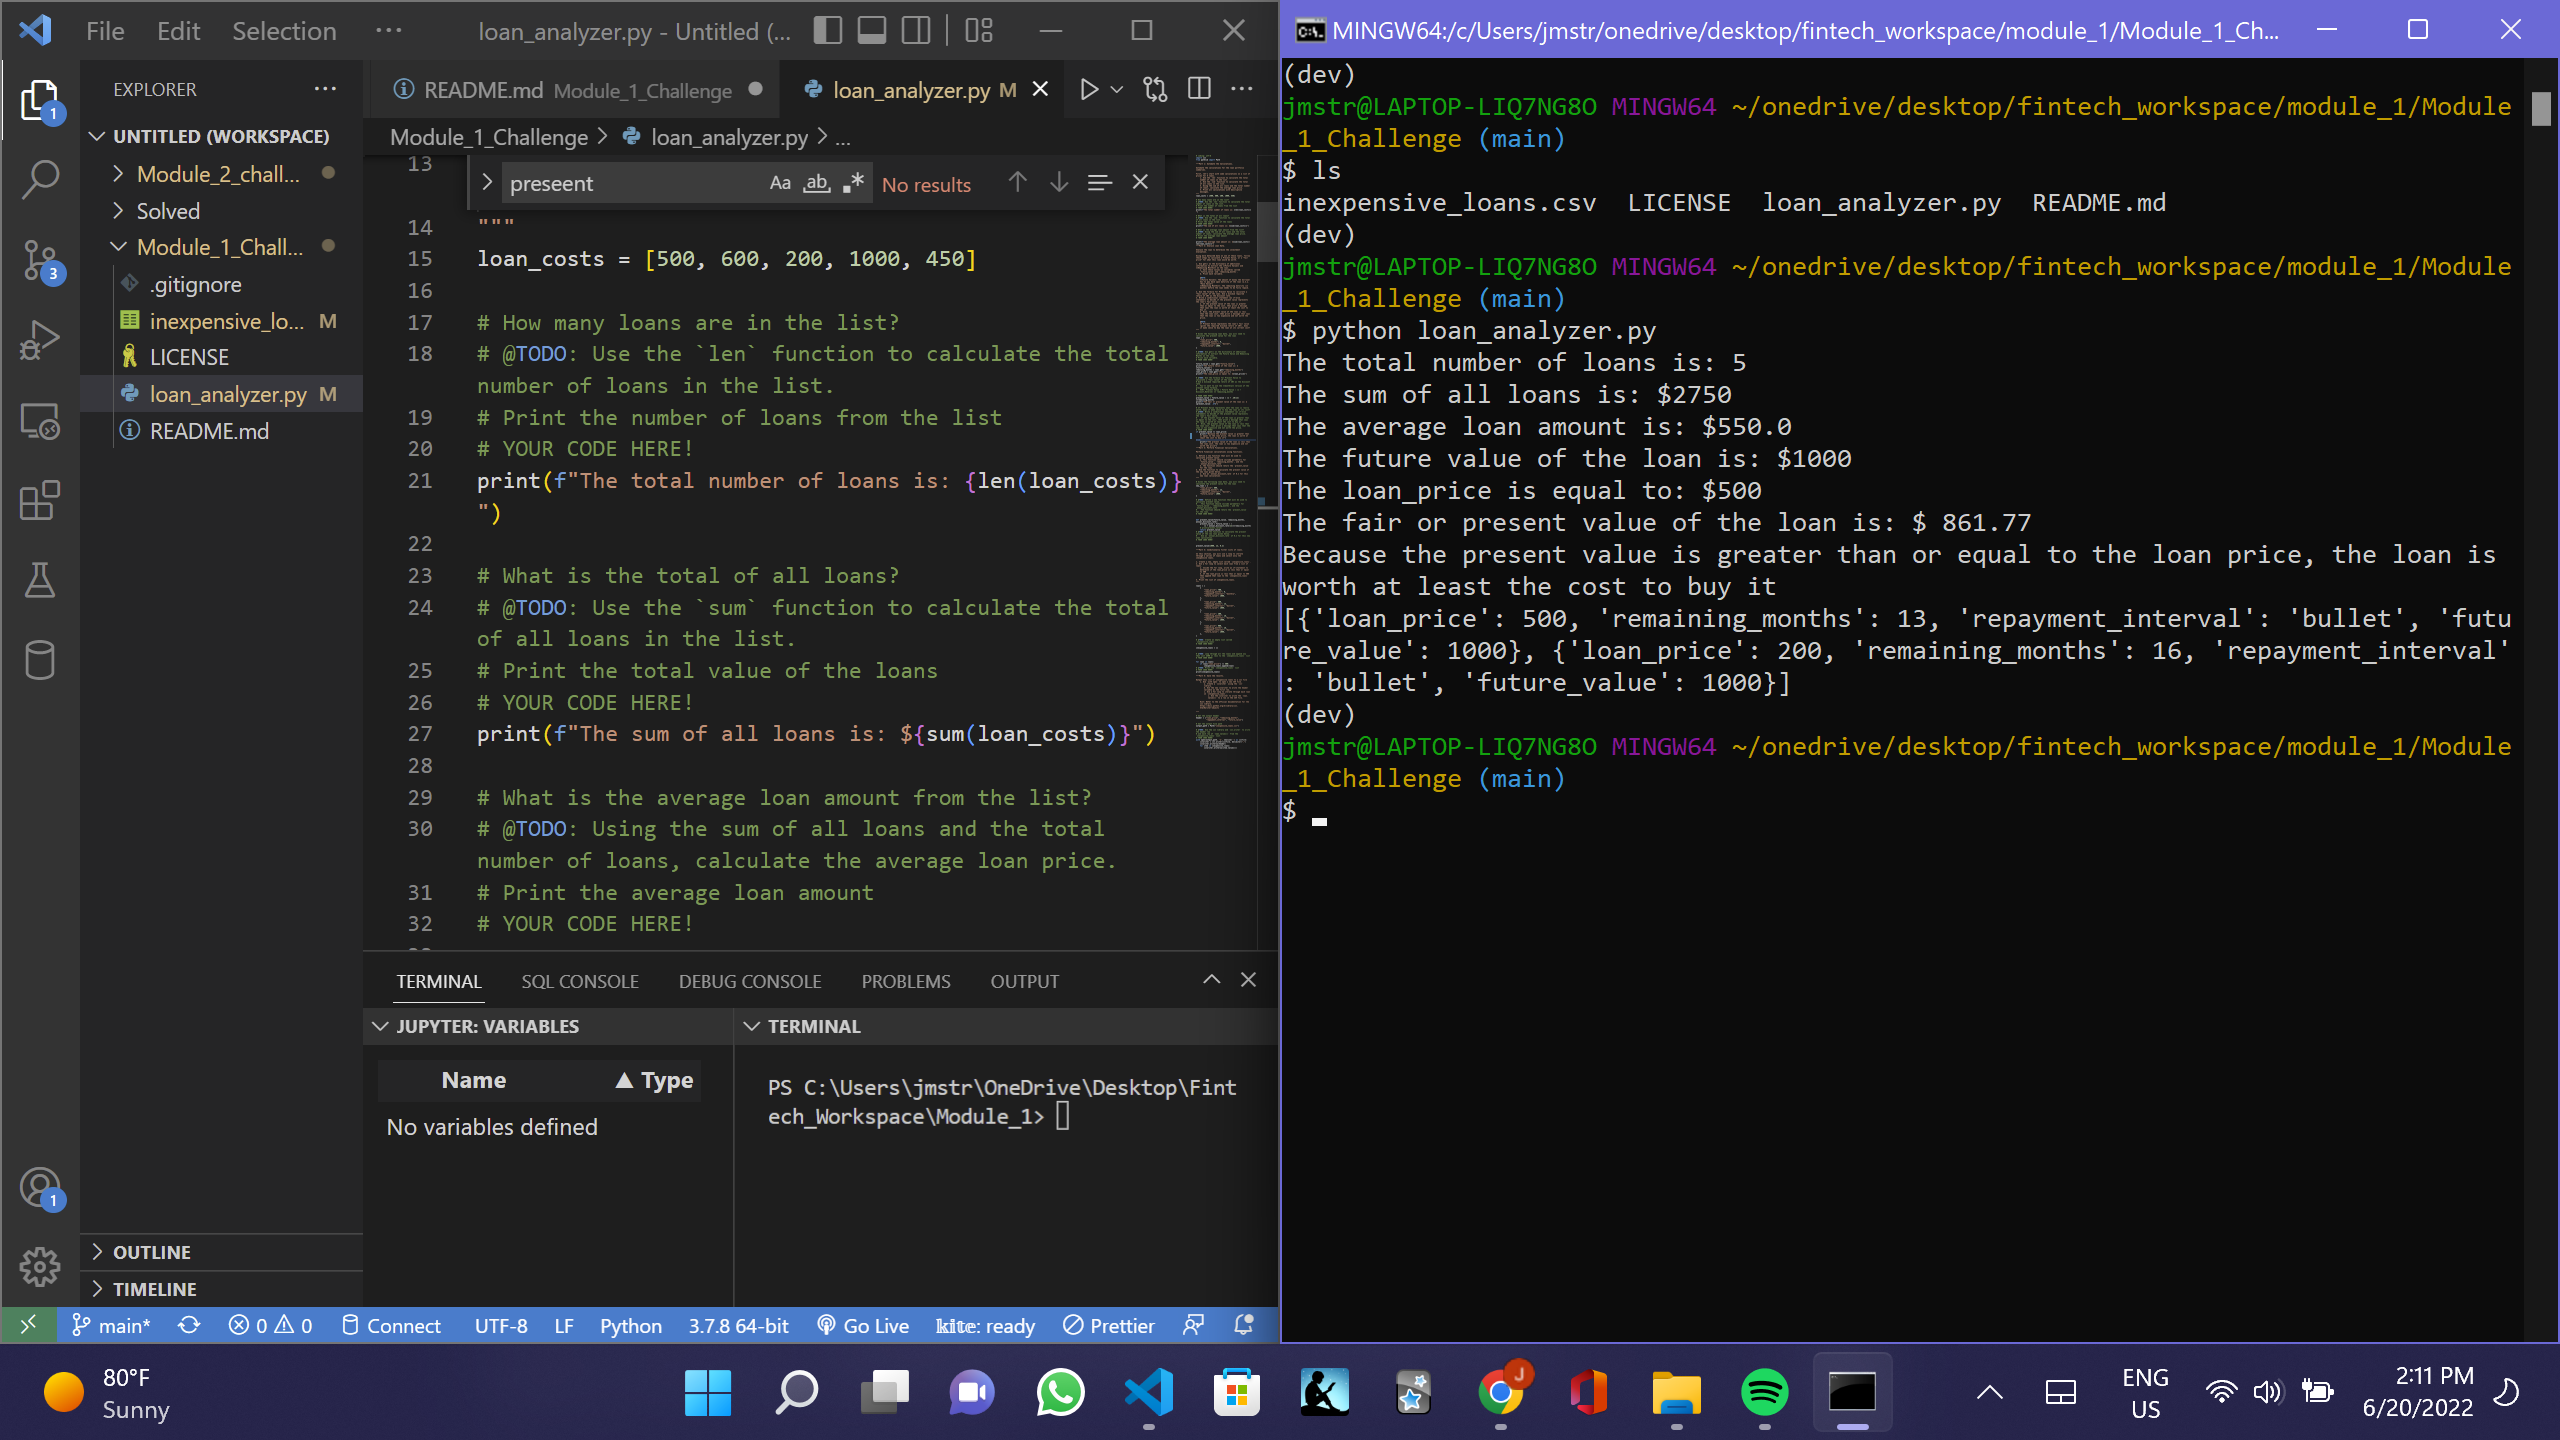 File Edit Selection ··· loan_analyzer.py - Untitled (...
EXPLORER ···
UNTITLED (WORKSPACE)
Module_2_chall...
Solved
Module_1_Chall...
.gitignore
inexpensive_lo... M
LICENSE
loan_analyzer.py M
README.md
OUTLINE
TIMELINE
1
3
1
README.md Module_1_Challenge
loan_analyzer.py M
Module_1_Challenge > loan_analyzer.py > ...
preseent Aa ab No results
13
14 """
15 loan_costs = [500, 600, 200, 1000, 450]
16
17 # How many loans are in the list?
18 # @TODO: Use the `len` function to calculate the total
number of loans in the list.
19 # Print the number of loans from the list
20 # YOUR CODE HERE!
21 print(f"The total number of loans is: {len(loan_costs)}
")
22
23 # What is the total of all loans?
24 # @TODO: Use the `sum` function to calculate the total
of all loans in the list.
25 # Print the total value of the loans
26 # YOUR CODE HERE!
27 print(f"The sum of all loans is: ${sum(loan_costs)}")
28
29 # What is the average loan amount from the list?
30 # @TODO: Using the sum of all loans and the total
number of loans, calculate the average loan price.
31 # Print the average loan amount
32 # YOUR CODE HERE!
TERMINAL SQL CONSOLE DEBUG CONSOLE PROBLEMS OUTPUT
JUPYTER: VARIABLES
Name Type
No variables defined
TERMINAL
PS C:\Users\jmstr\OneDrive\Desktop\Fint
ech_Workspace\Module_1>
main* 0 0 Connect UTF-8 LF Python 3.7.8 64-bit Go Live kite: ready Prettier
MINGW64:/c/Users/jmstr/onedrive/desktop/fintech_workspace/module_1/Module_1_Ch...
(dev)
jmstr@LAPTOP-LIQ7NG8O MINGW64 ~/onedrive/desktop/fintech_workspace/module_1/Module
_1_Challenge (main)
$ ls
inexpensive_loans.csv LICENSE loan_analyzer.py README.md
(dev)
jmstr@LAPTOP-LIQ7NG8O MINGW64 ~/onedrive/desktop/fintech_workspace/module_1/Module
_1_Challenge (main)
$ python loan_analyzer.py
The total number of loans is: 5
The sum of all loans is: $2750
The average loan amount is: $550.0
The future value of the loan is: $1000
The loan_price is equal to: $500
The fair or present value of the loan is: $ 861.77
Because the present value is greater than or equal to the loan price, the loan is
worth at least the cost to buy it
[{'loan_price': 500, 'remaining_months': 13, 'repayment_interval': 'bullet', 'futu
re_value': 1000}, {'loan_price': 200, 'remaining_months': 16, 'repayment_interval'
: 'bullet', 'future_value': 1000}]
(dev)
jmstr@LAPTOP-LIQ7NG8O MINGW64 ~/onedrive/desktop/fintech_workspace/module_1/Module
_1_Challenge (main)
$
80°F
Sunny
J
ENG
US
2:11 PM
6/20/2022